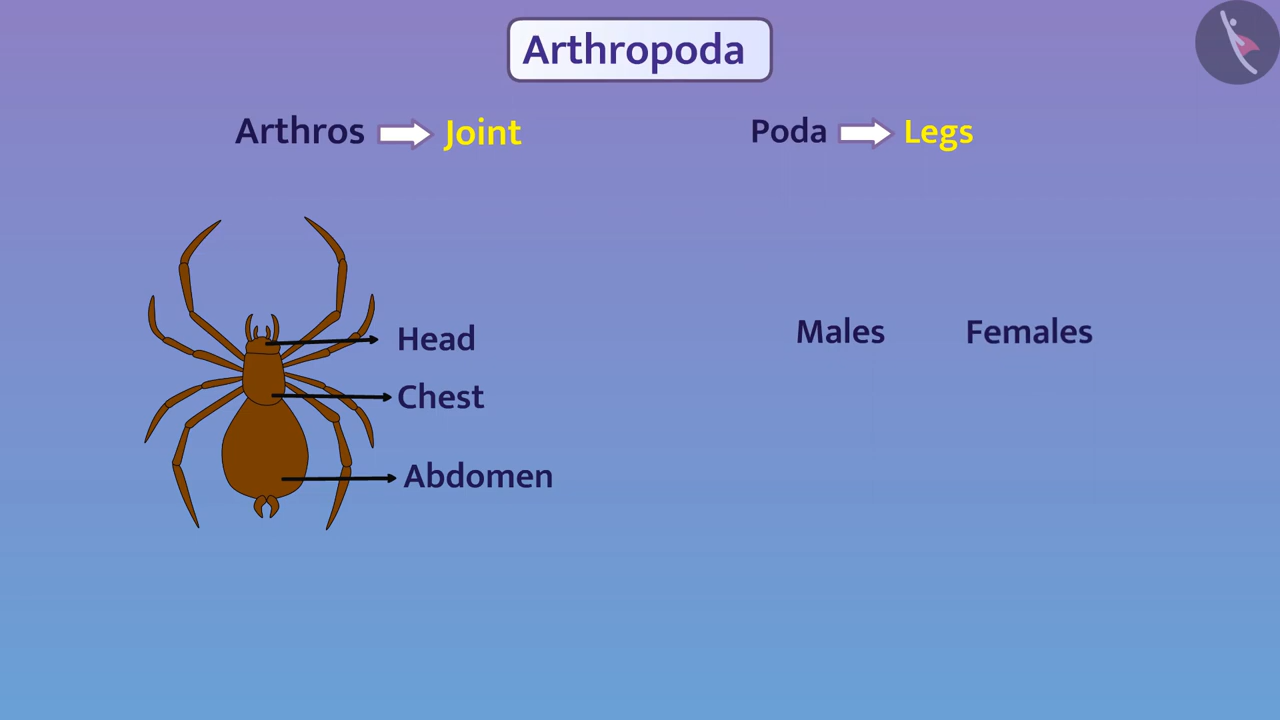 Arthropoda
Arthros Joint
Poda Legs
Head
Chest
Abdomen
Males Females